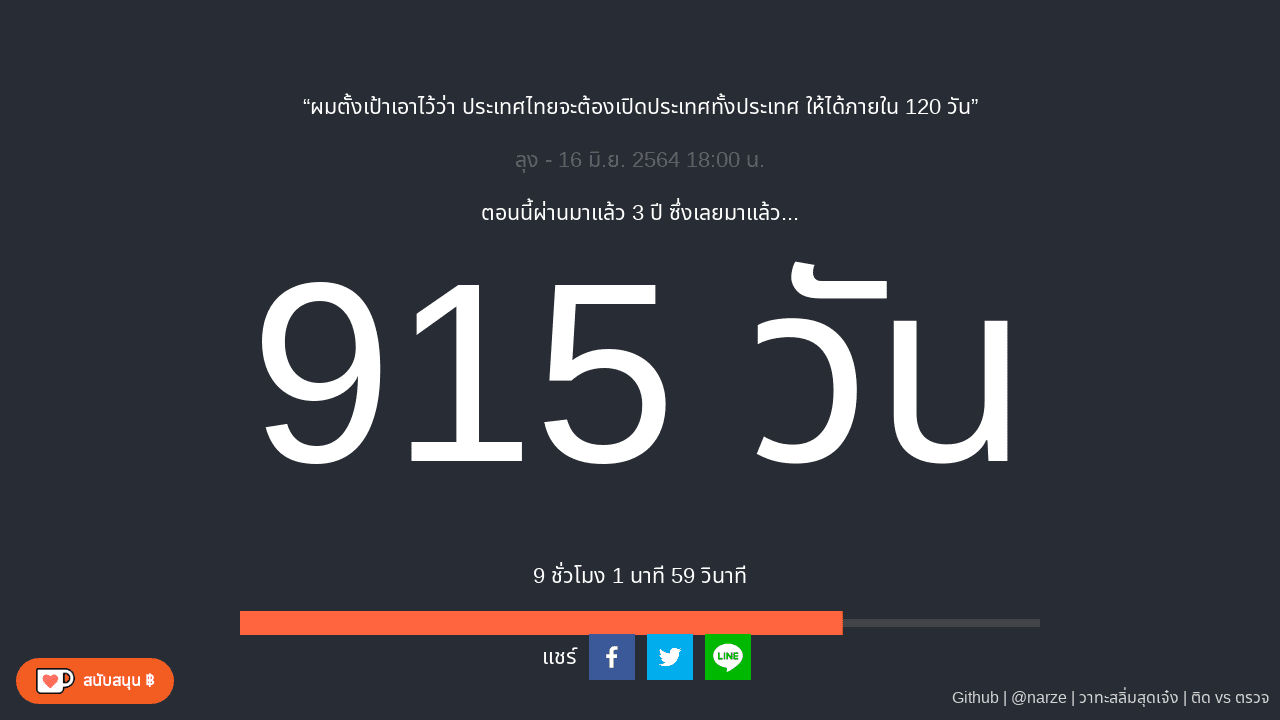 “ผมตั้งเป้าเอาไว้ว่า ประเทศไทยจะต้องเปิดประเทศทั้งประเทศ ให้ได้ภายใน 120 วัน”
ลุง - 16 มิ.ย. 2564 18:00 น.
ตอนนี้ผ่านมาแล้ว 3 ปี ซึ่งเลยมาแล้ว...
915 วัน
9 ชั่วโมง 1 นาที 59 วินาที
แชร์
LINE
สนับสนุน ฿
Github | @narze | วาทะสลิ่มสุดเจ๋ง | ติด vs ตรวจ